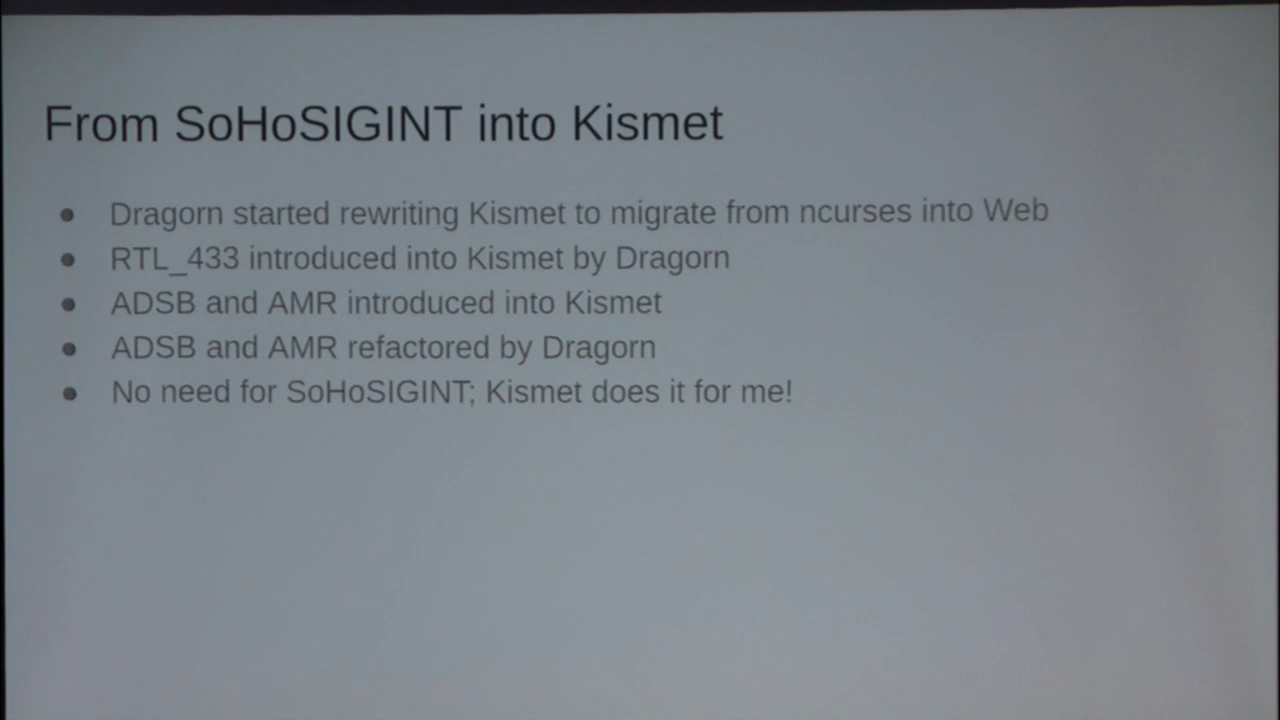 From SoHoSIGINT into Kismet
● Dragorn started rewriting Kismet to migrate from ncurses into Web
● RTL_433 introduced into Kismet by Dragorn
● ADSB and AMR introduced into Kismet
● ADSB and AMR refactored by Dragorn
● No need for SoHoSIGINT; Kismet does it for me!